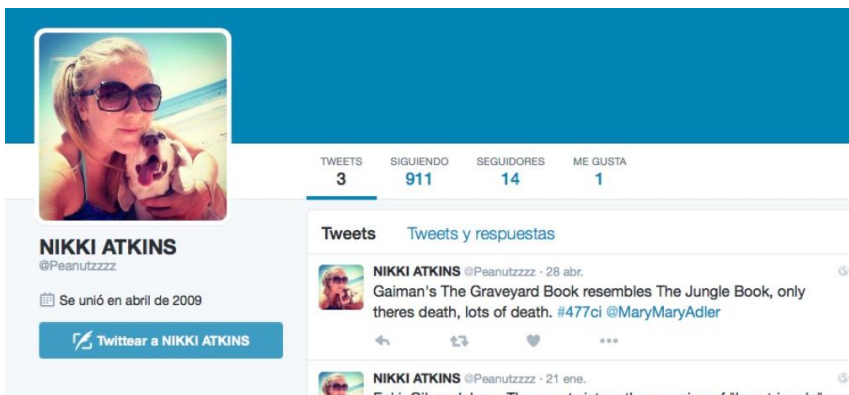 TWEETS SIGUIENDO SEGUIDORES ME GUSTA
3 911 14 1
NIKKI ATKINS
@Peanutzzzz
Se unió en abril de 2009
Twittear a NIKKI ATKINS
Tweets Tweets y respuestas
NIKKI ATKINS @Peanutzzzz · 28 abr.
Gaiman's The Graveyard Book resembles The Jungle Book, only
theres death, lots of death. #477ci @MaryMaryAdler
NIKKI ATKINS @Peanutzzzz · 21 ene.